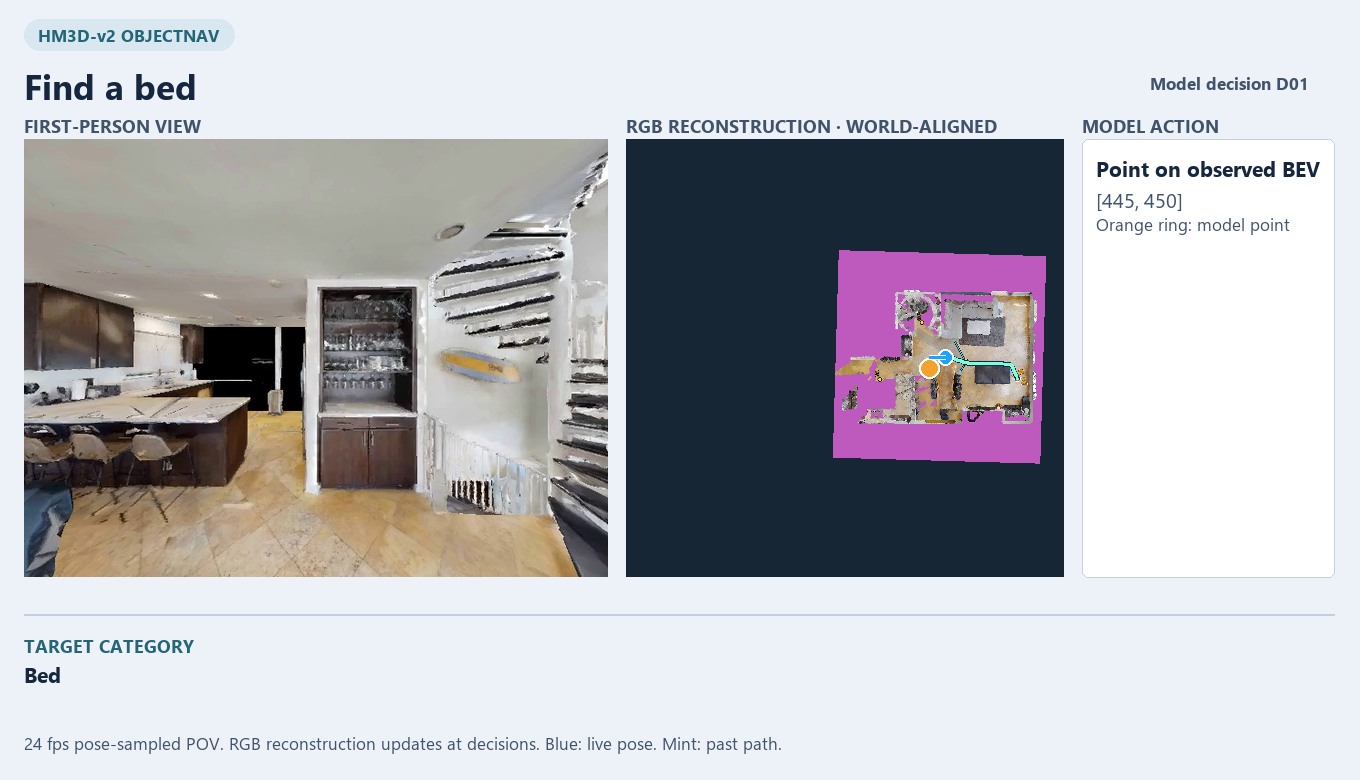 HM3D-v2 OBJECTNAV
Find a bed
Model decision D01
FIRST-PERSON VIEW
RGB RECONSTRUCTION · WORLD-ALIGNED
MODEL ACTION
Point on observed BEV
[445, 450]
Orange ring: model point
TARGET CATEGORY
Bed
24 fps pose-sampled POV. RGB reconstruction updates at decisions. Blue: live pose. Mint: past path.